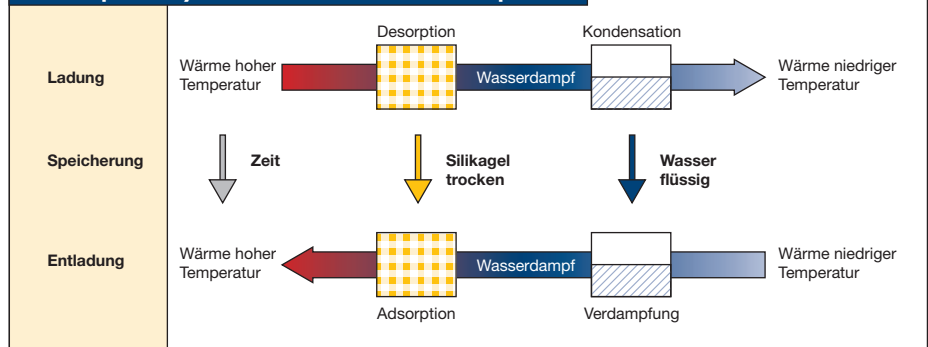 Desorption
Kondensation
Ladung
Wärme hoher
Temperatur
Wasserdampf
Wärme niedriger
Temperatur
Speicherung
Zeit
Silikagel
trocken
Wasser
flüssig
Entladung
Wärme hoher
Temperatur
Wasserdampf
Wärme niedriger
Temperatur
Adsorption
Verdampfung